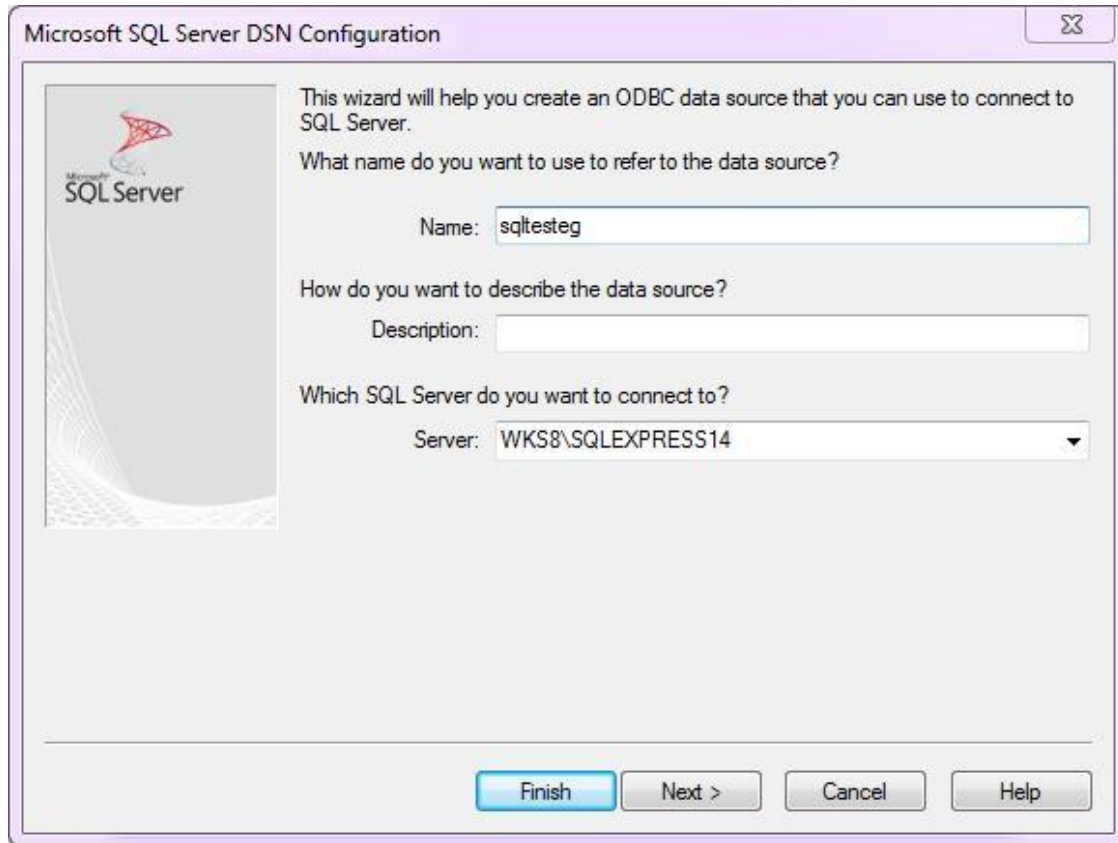 Microsoft SQL Server DSN Configuration
This wizard will help you create an ODBC data source that you can use to connect to
SQL Server.
What name do you want to use to refer to the data source?
Microsoft
SQL Server
Name: sqltesteg
How do you want to describe the data source?
Description:
Which SQL Server do you want to connect to?
Server: WKS8\SQLEXPRESS14
Finish Next > Cancel Help